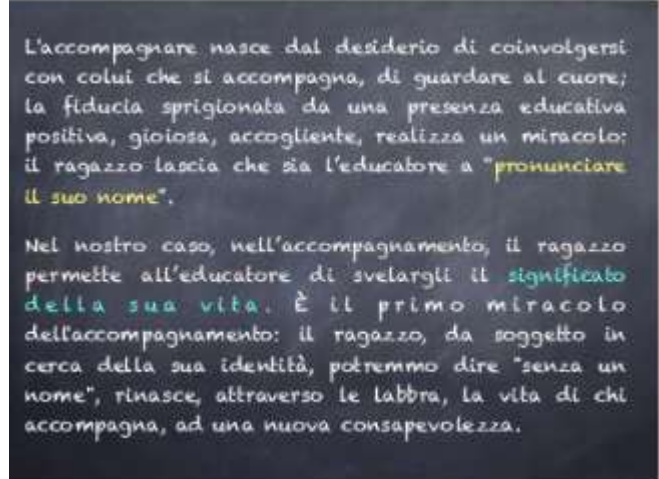 L'accompagnare nasce dal desiderio di coinvolgersi
con colui che si accompagna, di guardare al cuore;
la fiducia sprigionata da una presenza educativa
positiva, gioiosa, accogliente, realizza un miracolo:
il ragazzo lascia che sia l'educatore a "pronunciare
il suo nome".
Nel nostro caso, nell'accompagnamento, il ragazzo
permette all'educatore di svelargli il significato
della sua vita. È il primo miracolo
dell'accompagnamento: il ragazzo, da soggetto in
cerca della sua identità, potremmo dire "senza un
nome", rinasce, attraverso le labbra, la vita di chi
accompagna, ad una nuova consapevolezza.